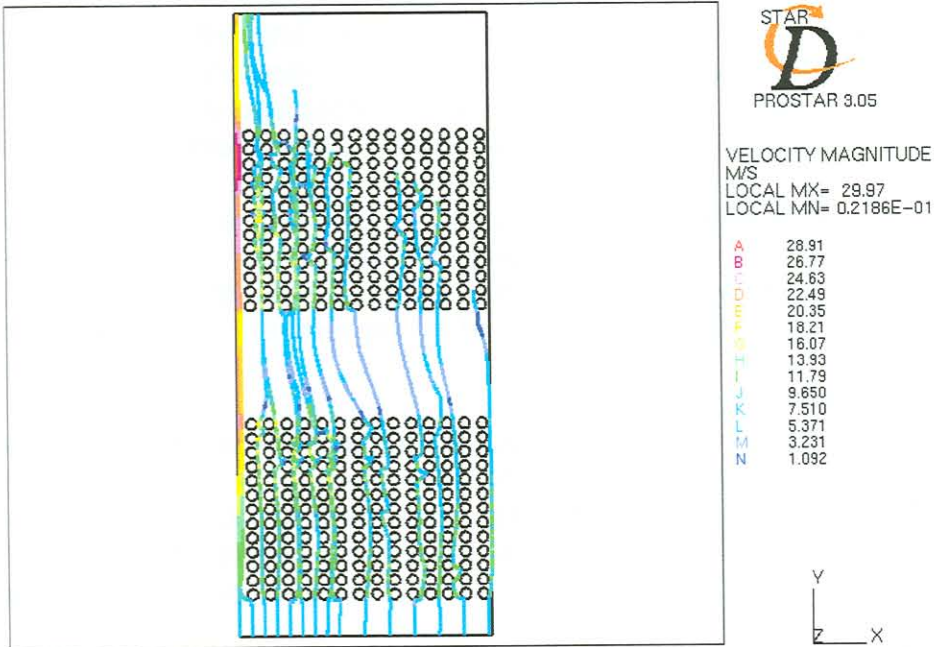 STAR
D
PROSTAR 3.05
VELOCITY MAGNITUDE
M/S
LOCAL MX= 29.97
LOCAL MN= 0.2186E-01
A 28.91
B 26.77
C 24.63
D 22.49
E 20.35
F 18.21
G 16.07
H 13.93
I 11.79
J 9.650
K 7.510
L 5.371
M 3.231
N 1.092
Y
Z X